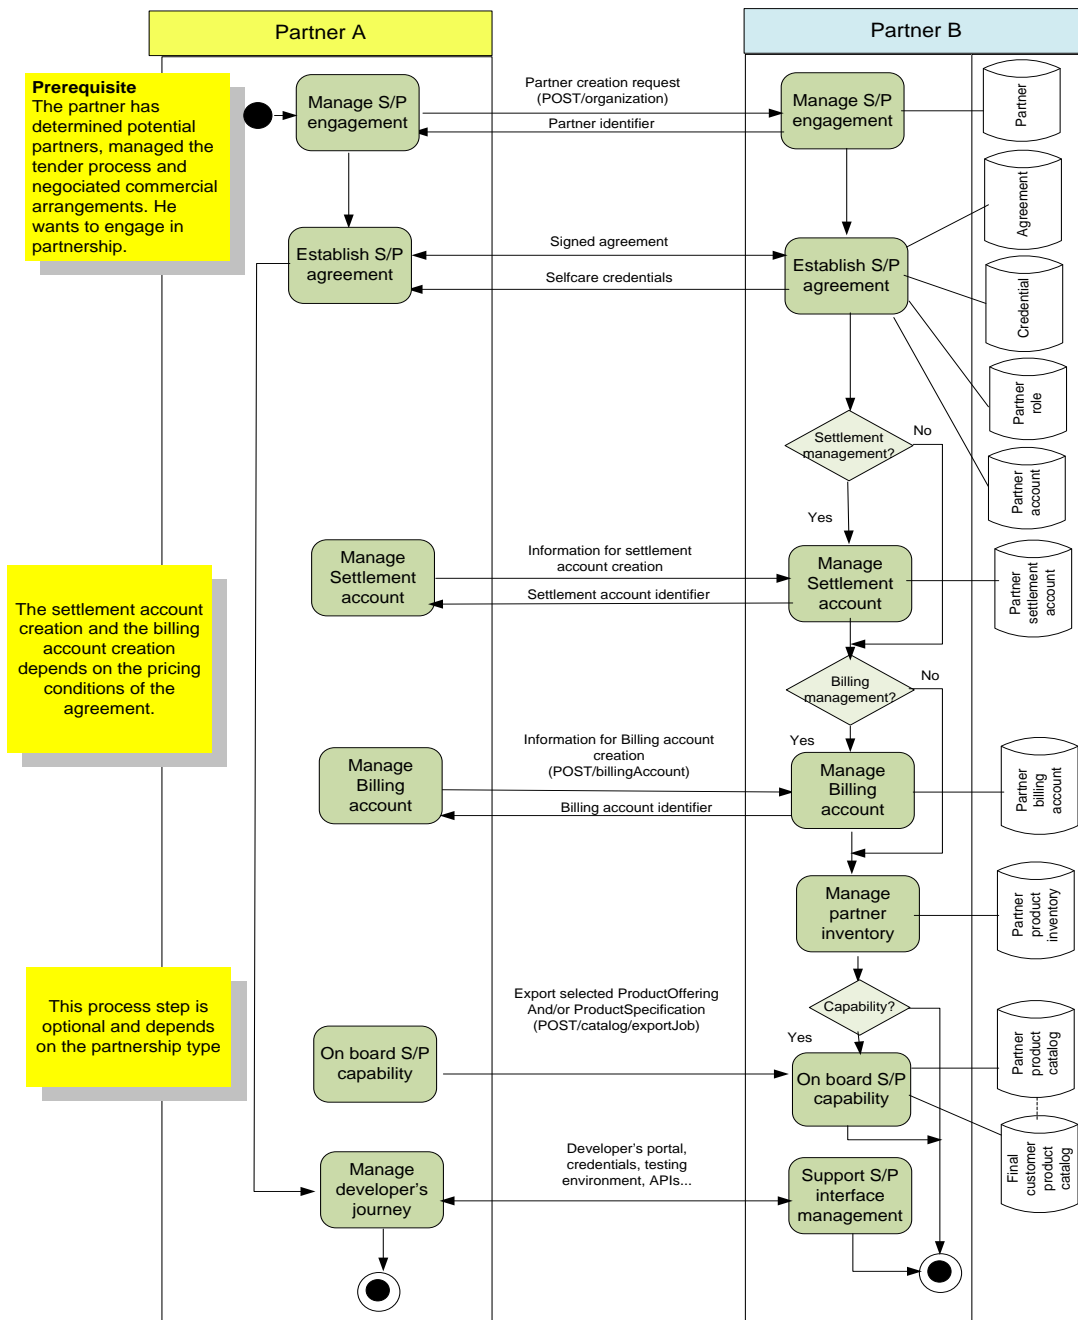 Partner A
Partner B
Prerequisite
The partner has
determined potential
partners, managed the
tender process and
negociated commercial
arrangements. He
wants to engage in
partnership.
Manage S/P
engagement
Partner creation request
(POST/organization)
Partner identifier
Manage S/P
engagement
Partner
Agreement
Establish S/P
agreement
Signed agreement
Selfcare credentials
Establish S/P
agreement
Credential
Partner
role
Settlement
management?
No
Yes
Partner
account
Manage
Settlement
account
Information for settlement
account creation
Settlement account identifier
Manage
Settlement
account
Partner
settlement
account
The settlement account
creation and the billing
account creation
depends on the pricing
conditions of the
agreement.
Billing
management?
No
Yes
Manage
Billing
account
Information for Billing account
creation
(POST/billingAccount)
Billing account identifier
Manage
Billing
account
Partner
billing
account
Manage
partner
inventory
Partner
product
inventory
This process step is
optional and depends
on the partnership type
Export selected ProductOffering
And/or ProductSpecification
(POST/catalog/exportJob)
Capability?
Yes
On board S/P
capability
On board S/P
capability
Partner
product
catalog
Manage
developer's
journey
Developer's portal,
credentials, testing
environment, APIs...
Support S/P
interface
management
Final
customer
product
catalog